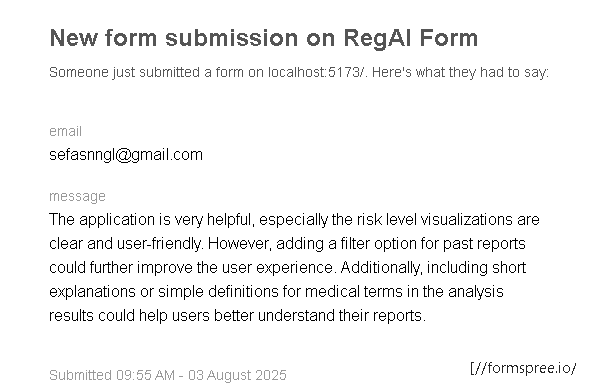 New form submission on RegAI Form
Someone just submitted a form on localhost:5173/. Here's what they had to say:
email
sefasnngl@gmail.com
message
The application is very helpful, especially the risk level visualizations are
clear and user-friendly. However, adding a filter option for past reports
could further improve the user experience. Additionally, including short
explanations or simple definitions for medical terms in the analysis
results could help users better understand their reports.
Submitted 09:55 AM - 03 August 2025
[//formspree.io/